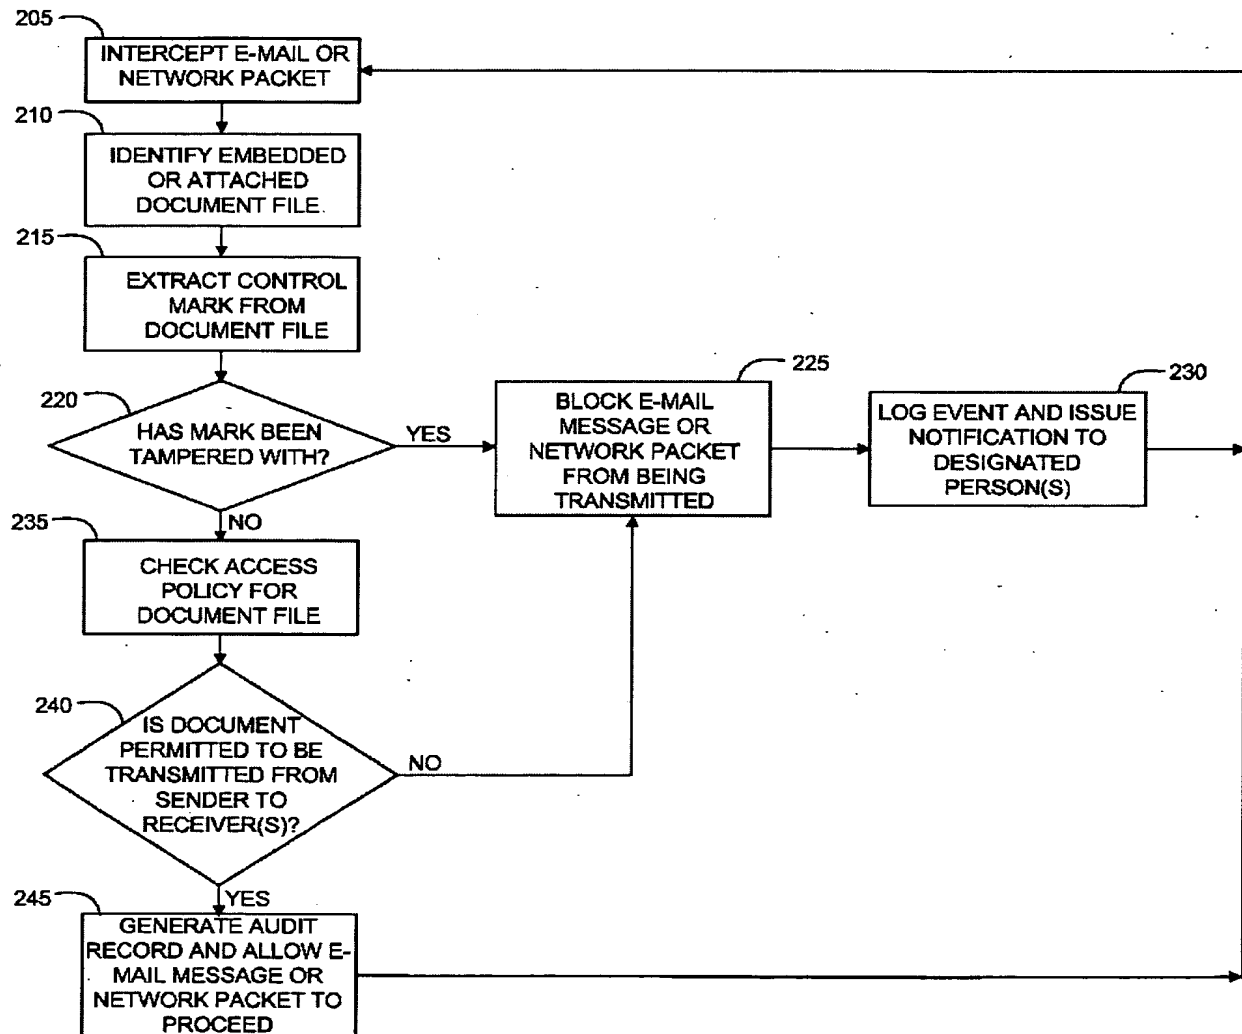 205
INTERCEPT E-MAIL OR
NETWORK PACKET
210
IDENTIFY EMBEDDED
OR ATTACHED
DOCUMENT FILE.
215
EXTRACT CONTROL
MARK FROM
DOCUMENT FILE
220
HAS MARK BEEN
TAMPERED WITH?
YES
NO
225
BLOCK E-MAIL
MESSAGE OR
NETWORK PACKET
FROM BEING
TRANSMITTED
230
LOG EVENT AND ISSUE
NOTIFICATION TO
DESIGNATED
PERSON(S)
235
CHECK ACCESS
POLICY FOR
DOCUMENT FILE
240
IS DOCUMENT
PERMITTED TO BE
TRANSMITTED FROM
SENDER TO
RECEIVER(S)?
NO
YES
245
GENERATE AUDIT
RECORD AND ALLOW E-
MAIL MESSAGE OR
NETWORK PACKET TO
PROCEED